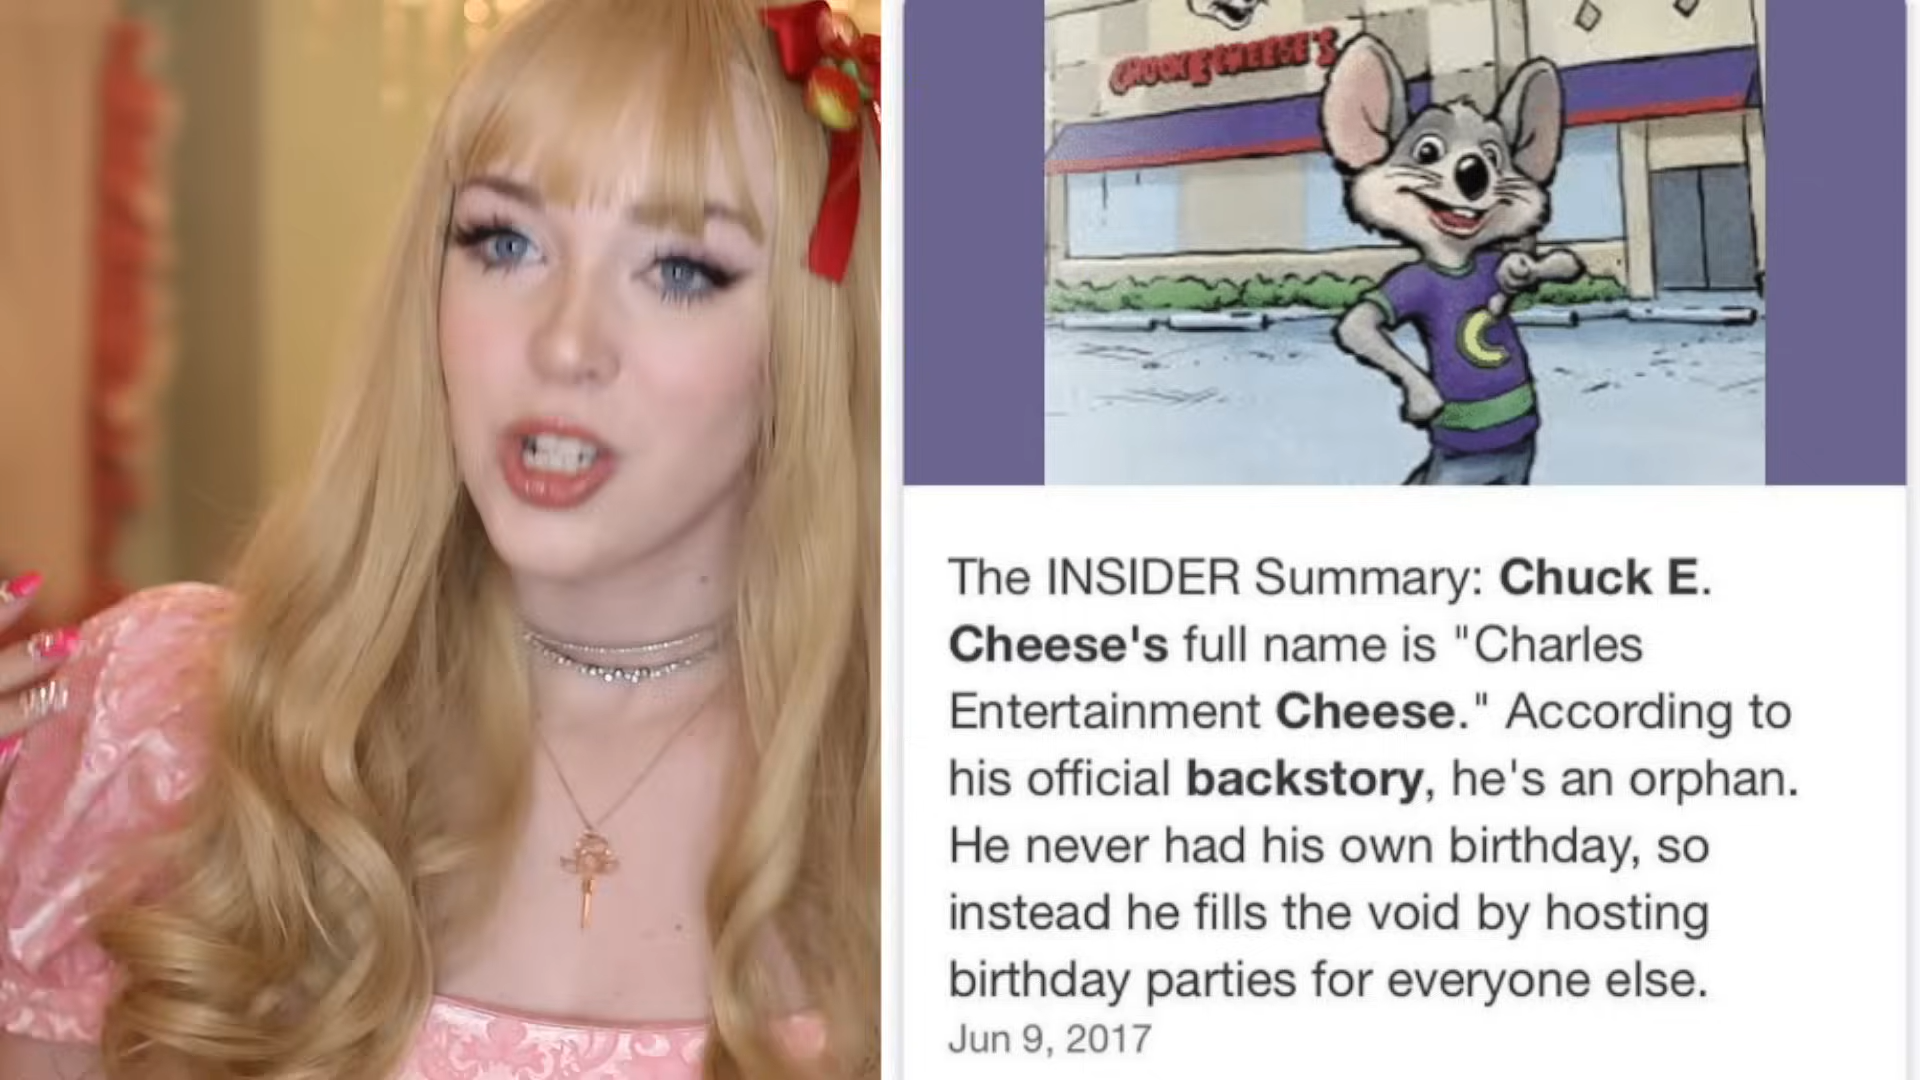 CHUCK E CHEESE'S
The INSIDER Summary: Chuck E.
Cheese's full name is "Charles
Entertainment Cheese." According to
his official backstory, he's an orphan.
He never had his own birthday, so
instead he fills the void by hosting
birthday parties for everyone else.
Jun 9, 2017